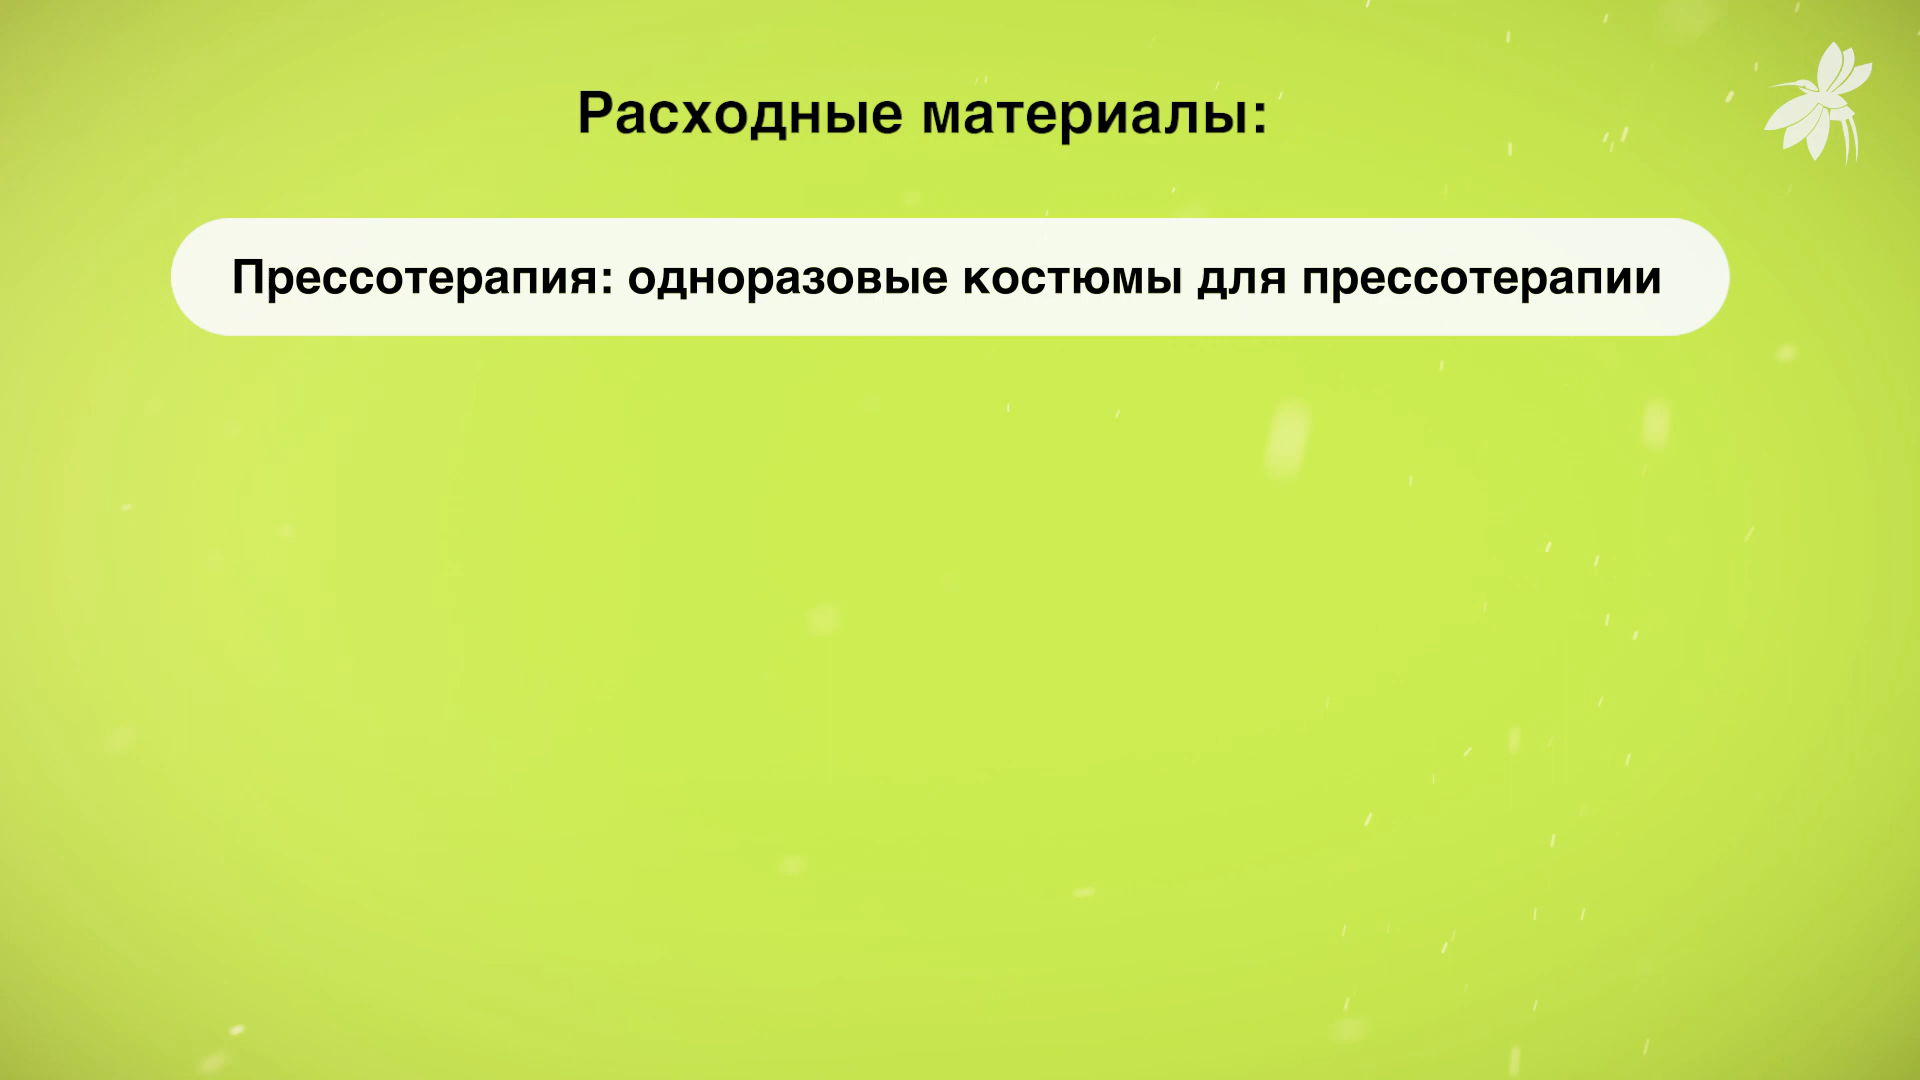 Расходные материалы:
Прессотерапия: одноразовые костюмы для прессотерапии